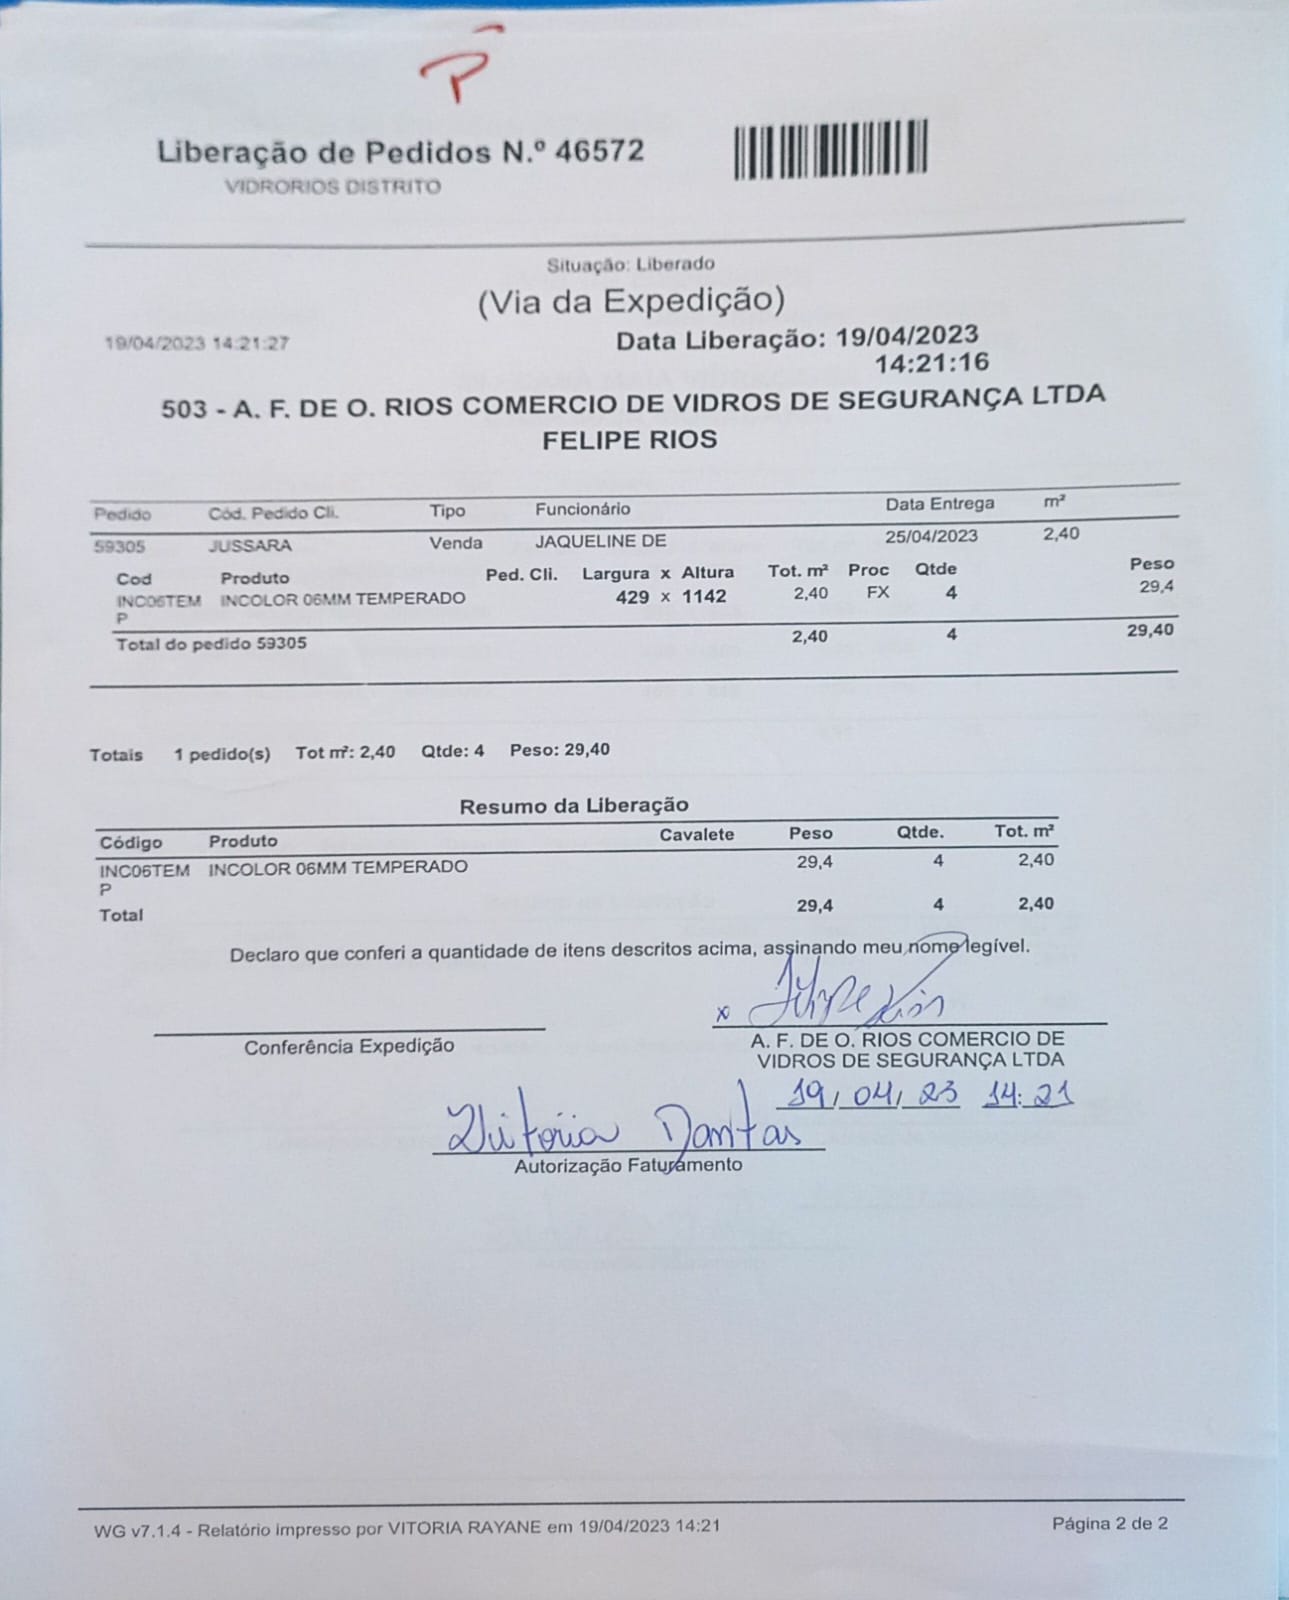 P
Liberação de Pedidos N.º 46572
VIDRORIOS DISTRITO
Situação: Liberado
(Via da Expedição)
19/04/2023 14:21:27 Data Liberação: 19/04/2023
14:21:16
503 - A. F. DE O. RIOS COMERCIO DE VIDROS DE SEGURANÇA LTDA
FELIPE RIOS
Pedido Cód. Pedido Cli. Tipo Funcionário Data Entrega m²
59305 JUSSARA Venda JAQUELINE DE 25/04/2023 2,40
Cod Produto Ped. Cli. Largura x Altura Tot. m² Proc Qtde Peso
INC06TEM INCOLOR 06MM TEMPERADO 429 x 1142 2,40 FX 4 29,4
P
Total do pedido 59305 2,40 4 29,40
Totais 1 pedido(s) Tot m²: 2,40 Qtde: 4 Peso: 29,40
Resumo da Liberação
Código Produto Cavalete Peso Qtde. Tot. m²
INC06TEM INCOLOR 06MM TEMPERADO 29,4 4 2,40
P
Total 29,4 4 2,40
Declaro que conferi a quantidade de itens descritos acima, assinando meu nome legível.
x Felipe Rios
Conferência Expedição
A. F. DE O. RIOS COMERCIO DE
VIDROS DE SEGURANÇA LTDA
19/04/23 14:21
Vitória Dantas
Autorização Faturamento
WG v7.1.4 - Relatório impresso por VITORIA RAYANE em 19/04/2023 14:21 Página 2 de 2